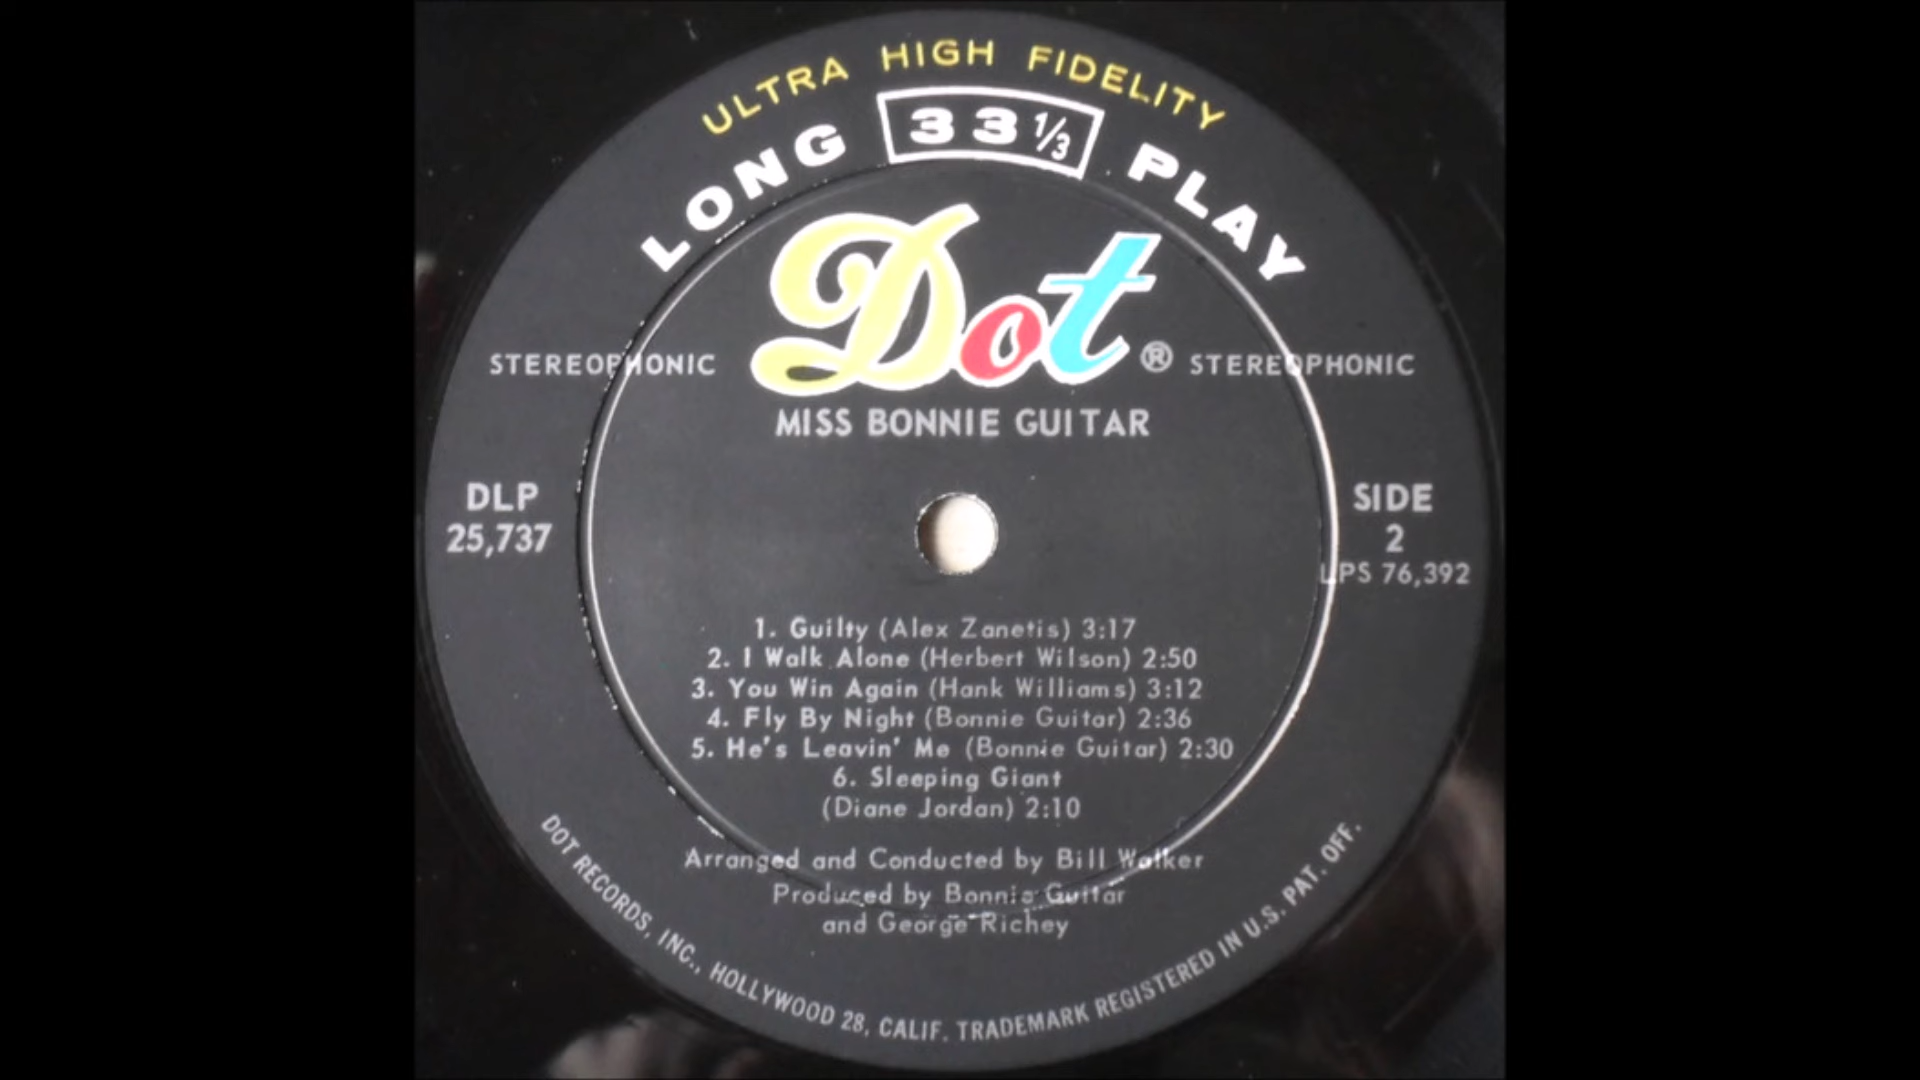 ULTRA HIGH FIDELITY
LONG 33 1/3 PLAY
Dot®
STEREOPHONIC STEREOPHONIC
MISS BONNIE GUITAR
DLP
25,737
SIDE
2
LPS 76,392
1. Guilty (Alex Zanetis) 3:17
2. I Walk Alone (Herbert Wilson) 2:50
3. You Win Again (Hank Williams) 3:12
4. Fly By Night (Bonnie Guitar) 2:36
5. He's Leavin' Me (Bonnie Guitar) 2:30
6. Sleeping Giant
(Diane Jordan) 2:10
Arranged and Conducted by Bill Walker
Produced by Bonnie Guitar
and George Richey
DOT RECORDS, INC., HOLLYWOOD 28, CALIF. TRADEMARK REGISTERED IN U.S. PAT. OFF.